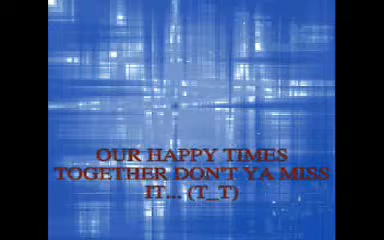 OUR HAPPY TIMES
TOGETHER DON'T YA MISS
IT... (T_T)